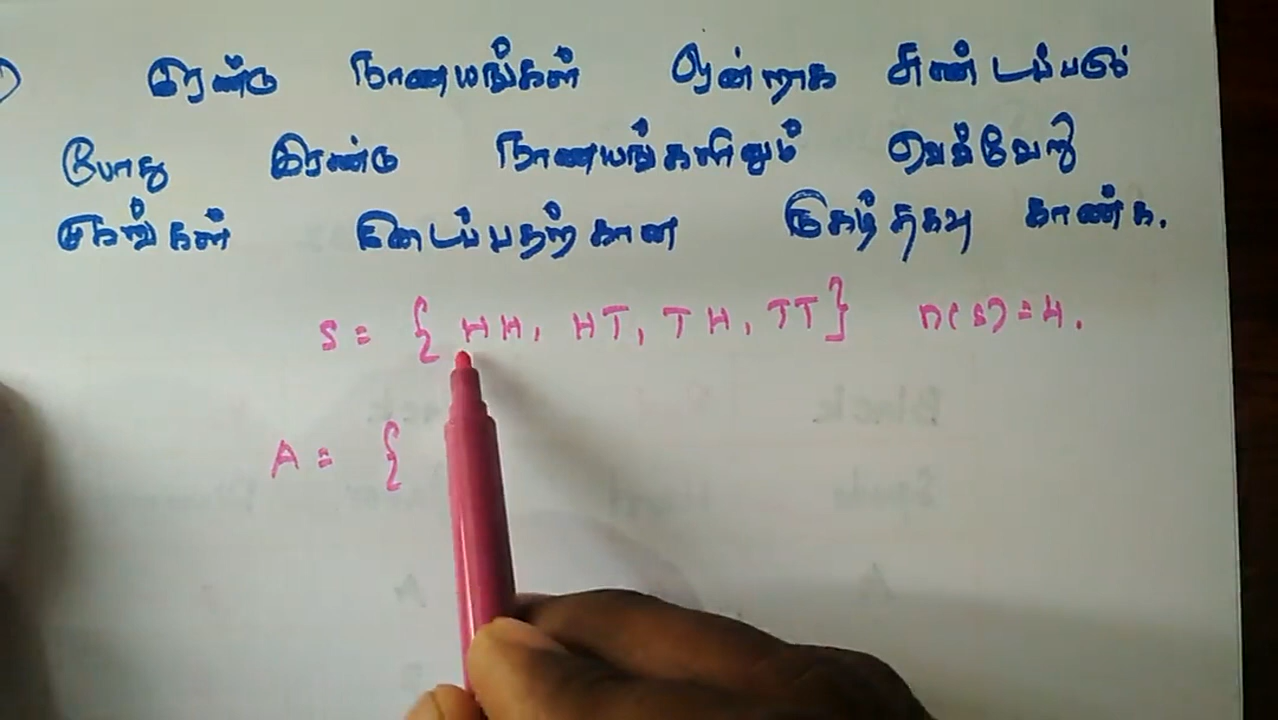 இரண்டு நாணயங்கள் ஒன்றாக சுண்டப்படும்
போது இரண்டு நாணயங்களிலும் வெவ்வேறு
முகங்கள் கிடைப்பதற்கான நிகழ்தகவு காண்க.
S = { HH, HT, TH, TT} n(s) = 4.
A = {